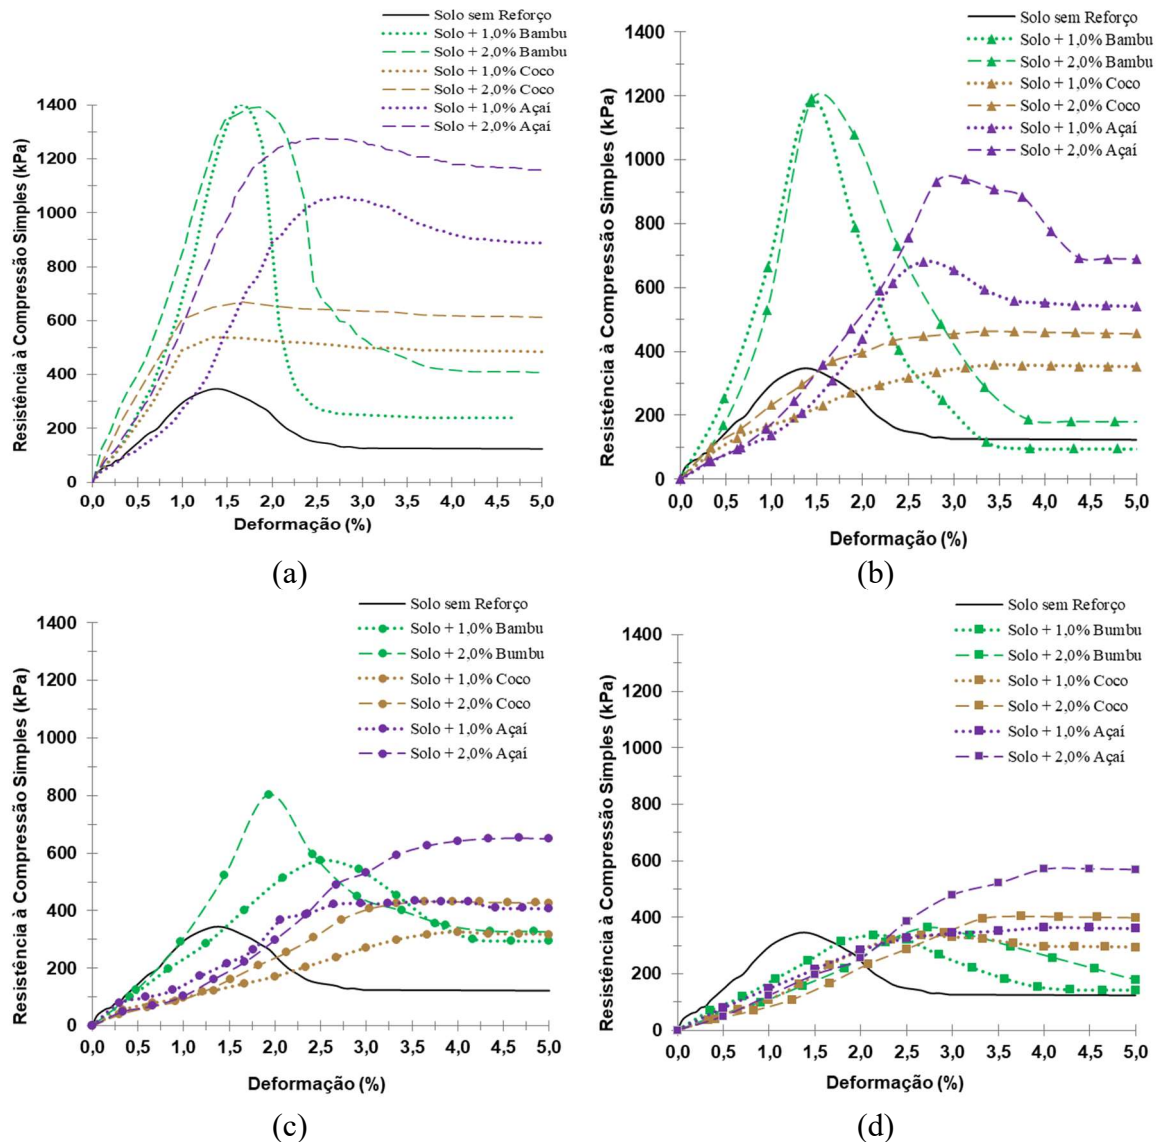 Solo sem Reforço
Solo + 1,0% Bambu
Solo + 2,0% Bambu
Solo + 1,0% Coco
Solo + 2,0% Coco
Solo + 1,0% Açaí
Solo + 2,0% Açaí
Resistência à Compressão Simples (kPa)
1400
1200
1000
800
600
400
200
0
0,0 0,5 1,0 1,5 2,0 2,5 3,0 3,5 4,0 4,5 5,0
Deformação (%)
(a)
Solo sem Reforço
Solo + 1,0% Bambu
Solo + 2,0% Bambu
Solo + 1,0% Coco
Solo + 2,0% Coco
Solo + 1,0% Açaí
Solo + 2,0% Açaí
Resistência à Compressão Simples (kPa)
1400
1200
1000
800
600
400
200
0
0,0 0,5 1,0 1,5 2,0 2,5 3,0 3,5 4,0 4,5 5,0
Deformação (%)
(b)
Solo sem Reforço
Solo + 1,0% Bambu
Solo + 2,0% Bumbu
Solo + 1,0% Coco
Solo + 2,0% Coco
Solo + 1,0% Açaí
Solo + 2,0% Açaí
Resistência à Compressão Simples (kPa)
1400
1200
1000
800
600
400
200
0
0,0 0,5 1,0 1,5 2,0 2,5 3,0 3,5 4,0 4,5 5,0
Deformação (%)
(c)
Solo sem Reforço
Solo + 1,0% Bumbu
Solo + 2,0% Bumbu
Solo + 1,0% Coco
Solo + 2,0% Coco
Solo + 1,0% Açaí
Solo + 2,0% Açaí
Resistência à Compressão Simples (kPa)
1400
1200
1000
800
600
400
200
0
0,0 0,5 1,0 1,5 2,0 2,5 3,0 3,5 4,0 4,5 5,0
Deformação (%)
(d)